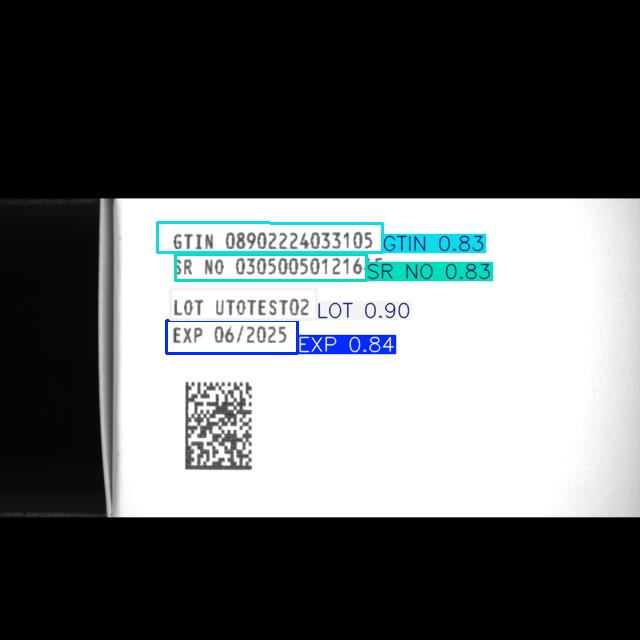 GTIN 08902224033105 GTIN 0.83
SR NO 030500501216 SR NO 0.83
LOT UTOTEST02 LOT 0.90
EXP 06/2025 EXP 0.84